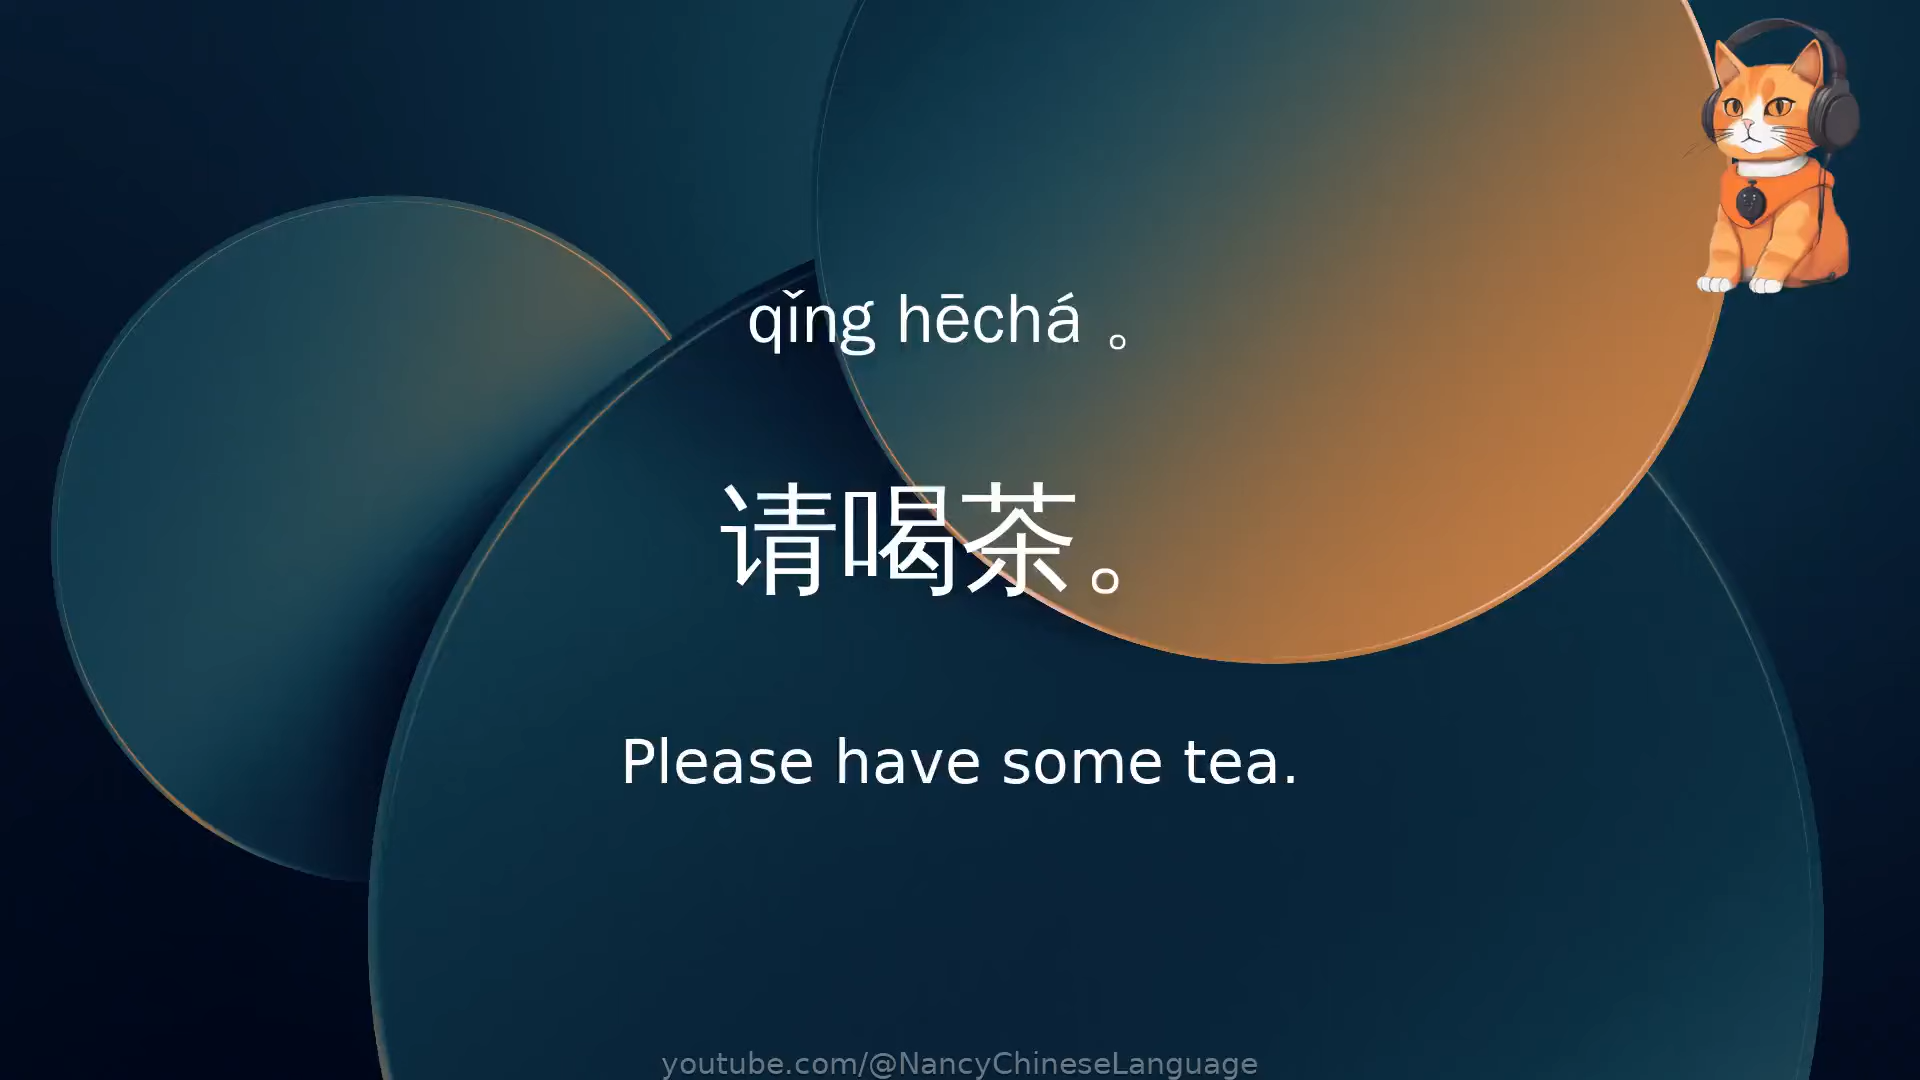 qǐng hēchá 。
请喝茶。
Please have some tea.
youtube.com/@NancyChineseLanguage